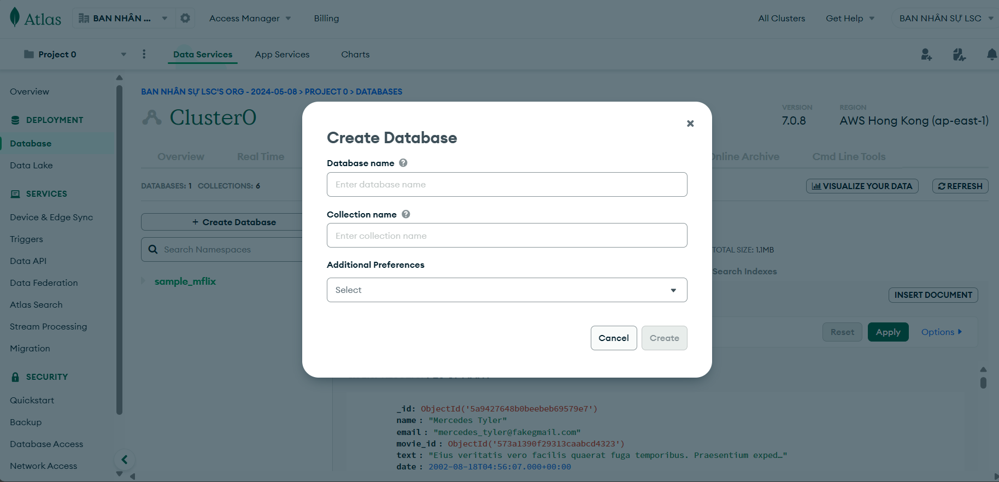 Atlas
BAN NHÂN ...
Access Manager
Billing
All Clusters
Get Help
BAN NHÂN SỰ LSC
Project 0
Data Services
App Services
Charts
Overview
DEPLOYMENT
Database
Data Lake
SERVICES
Device & Edge Sync
Triggers
Data API
Data Federation
Atlas Search
Stream Processing
Migration
SECURITY
Quickstart
Backup
Database Access
Network Access
BAN NHÂN SỰ LSC'S ORG - 2024-05-08 > PROJECT 0 > DATABASES
Cluster0
VERSION
7.0.8
REGION
AWS Hong Kong (ap-east-1)
Overview
Real Time
Online Archive
Cmd Line Tools
DATABASES: 1 COLLECTIONS: 6
VISUALIZE YOUR DATA
REFRESH
+ Create Database
Search Namespaces
sample_mflix
TOTAL SIZE: 1.1MB
Search Indexes
INSERT DOCUMENT
Reset
Apply
Options
Create Database
Database name
Enter database name
Collection name
Enter collection name
Additional Preferences
Select
Cancel
Create
_id: ObjectId('5a9427648b0beebeb69579e7')
name : "Mercedes Tyler"
email : "mercedes_tyler@fakegmail.com"
movie_id : ObjectId('573a1390f29313caabcd4323')
text : "Eius veritatis vero facilis quaerat fuga temporibus. Praesentium exped…"
date : 2002-08-18T04:56:07.000+00:00